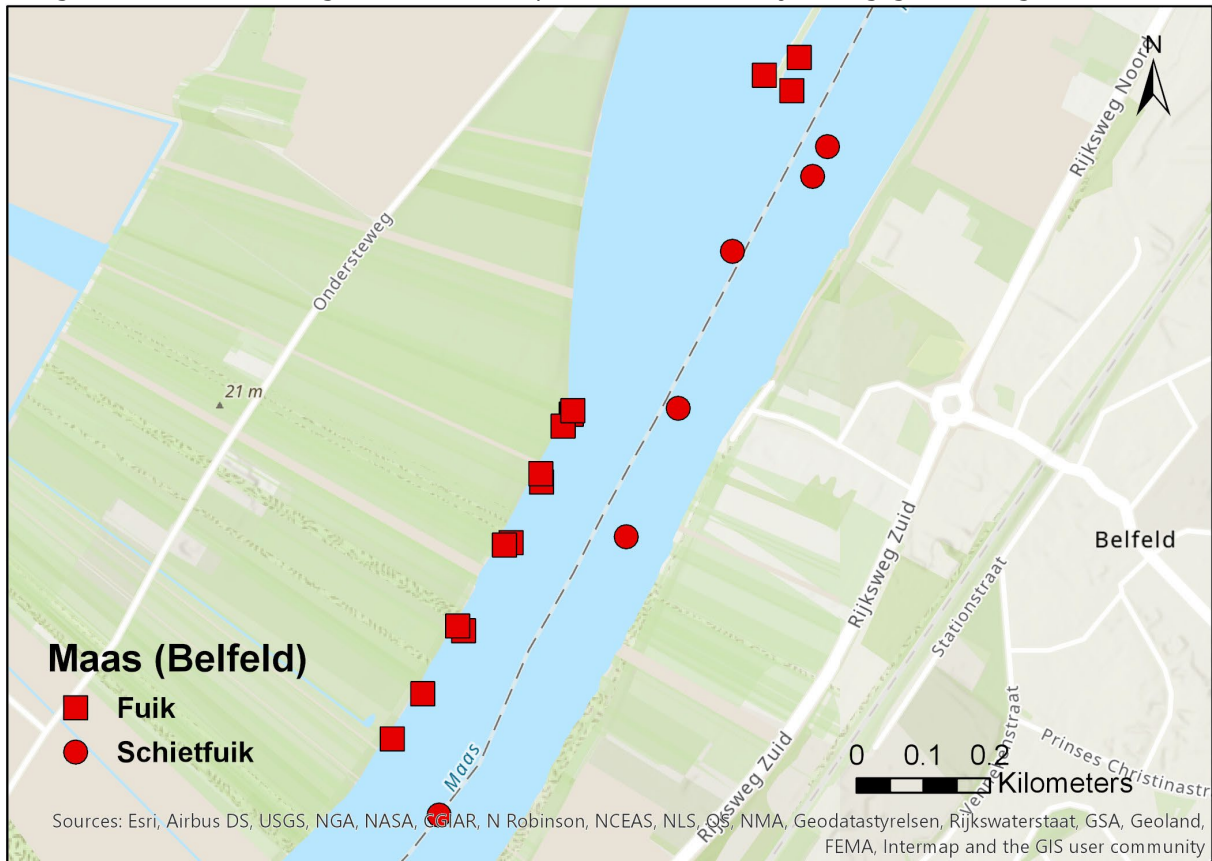 N
Rijksweg Noord
Ondersteweg
21 m
Rijksweg Zuid
Belfeld
Stationstraat
Maas (Belfeld)
Fuik
Schietfuik
Maas
Rijksweg Zuid
Prinses Christinastr
0 0.1 0.2
Kilometers
Sources: Esri, Airbus DS, USGS, NGA, NASA, CGIAR, N Robinson, NCEAS, NLS, OS, NMA, Geodatastyrelsen, Rijkswaterstaat, GSA, Geoland,
FEMA, Intermap and the GIS user community